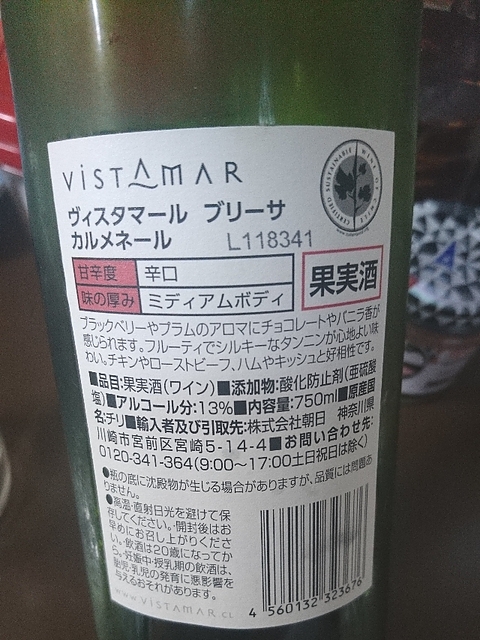 VISTAMAR
CERTIFIED SUSTAINABLE WINE OF CHILE
ヴィスタマール ブリーサ
カルメネール
L118341
甘辛度 辛口
味の厚み ミディアムボディ
果実酒
ブラックベリーやプラムのアロマにチョコレートやバニラ香が
感じられます。フルーティでシルキーなタンニンが心地よい味
わい。チキンやローストビーフ、ハムやキッシュと好相性です。
■品目:果実酒(ワイン)■添加物:酸化防止剤(亜硫酸
塩)■アルコール分:13%■内容量:750ml■原産国
名:チリ■輸入者及び引取先:株式会社朝日 神奈川県
川崎市宮前区宮崎5-14-4■お問い合わせ先:
0120-341-364(9:00〜17:00土日祝日は除く)
●瓶の底に沈殿物が生じる場合がありますが、品質には問題あ
りません。
●高温・直射日光を避けて保
存してください。・開封後はお
早めにお召し上がりくださ
い。・飲酒は20歳になってか
ら。・妊娠中・授乳期の飲酒は、
胎児・乳児の発育に悪影響を
与えるおそれがあります。
www.VISTAMAR.CL
4 560132 323676